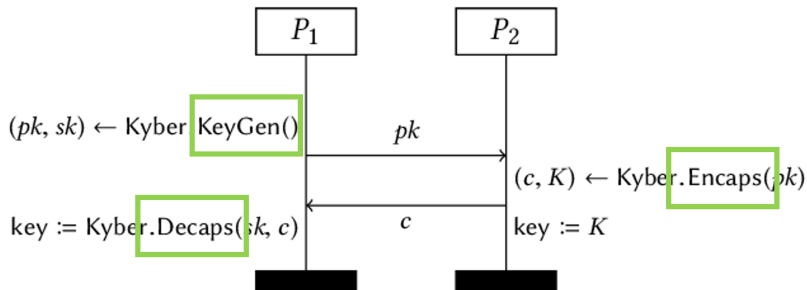 P₁ P₂
(pk, sk) ← Kyber.KeyGen()
pk
(c, K) ← Kyber.Encaps(pk)
c
key := Kyber.Decaps(sk, c)
key := K